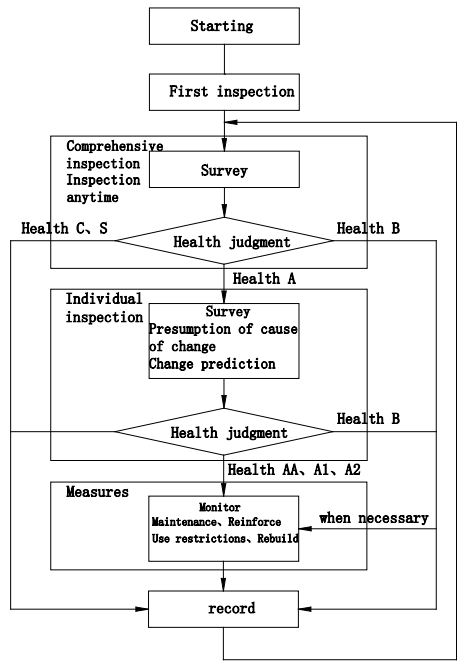 Starting
First inspection
Comprehensive
inspection
Inspection
anytime
Survey
Health C、S
Health judgment
Health B
Health A
Individual
inspection
Survey
Presumption of cause
of change
Change prediction
Health judgment
Health B
Health AA、A1、A2
Measures
Monitor
Maintenance、Reinforce
Use restrictions、Rebuild
when necessary
record